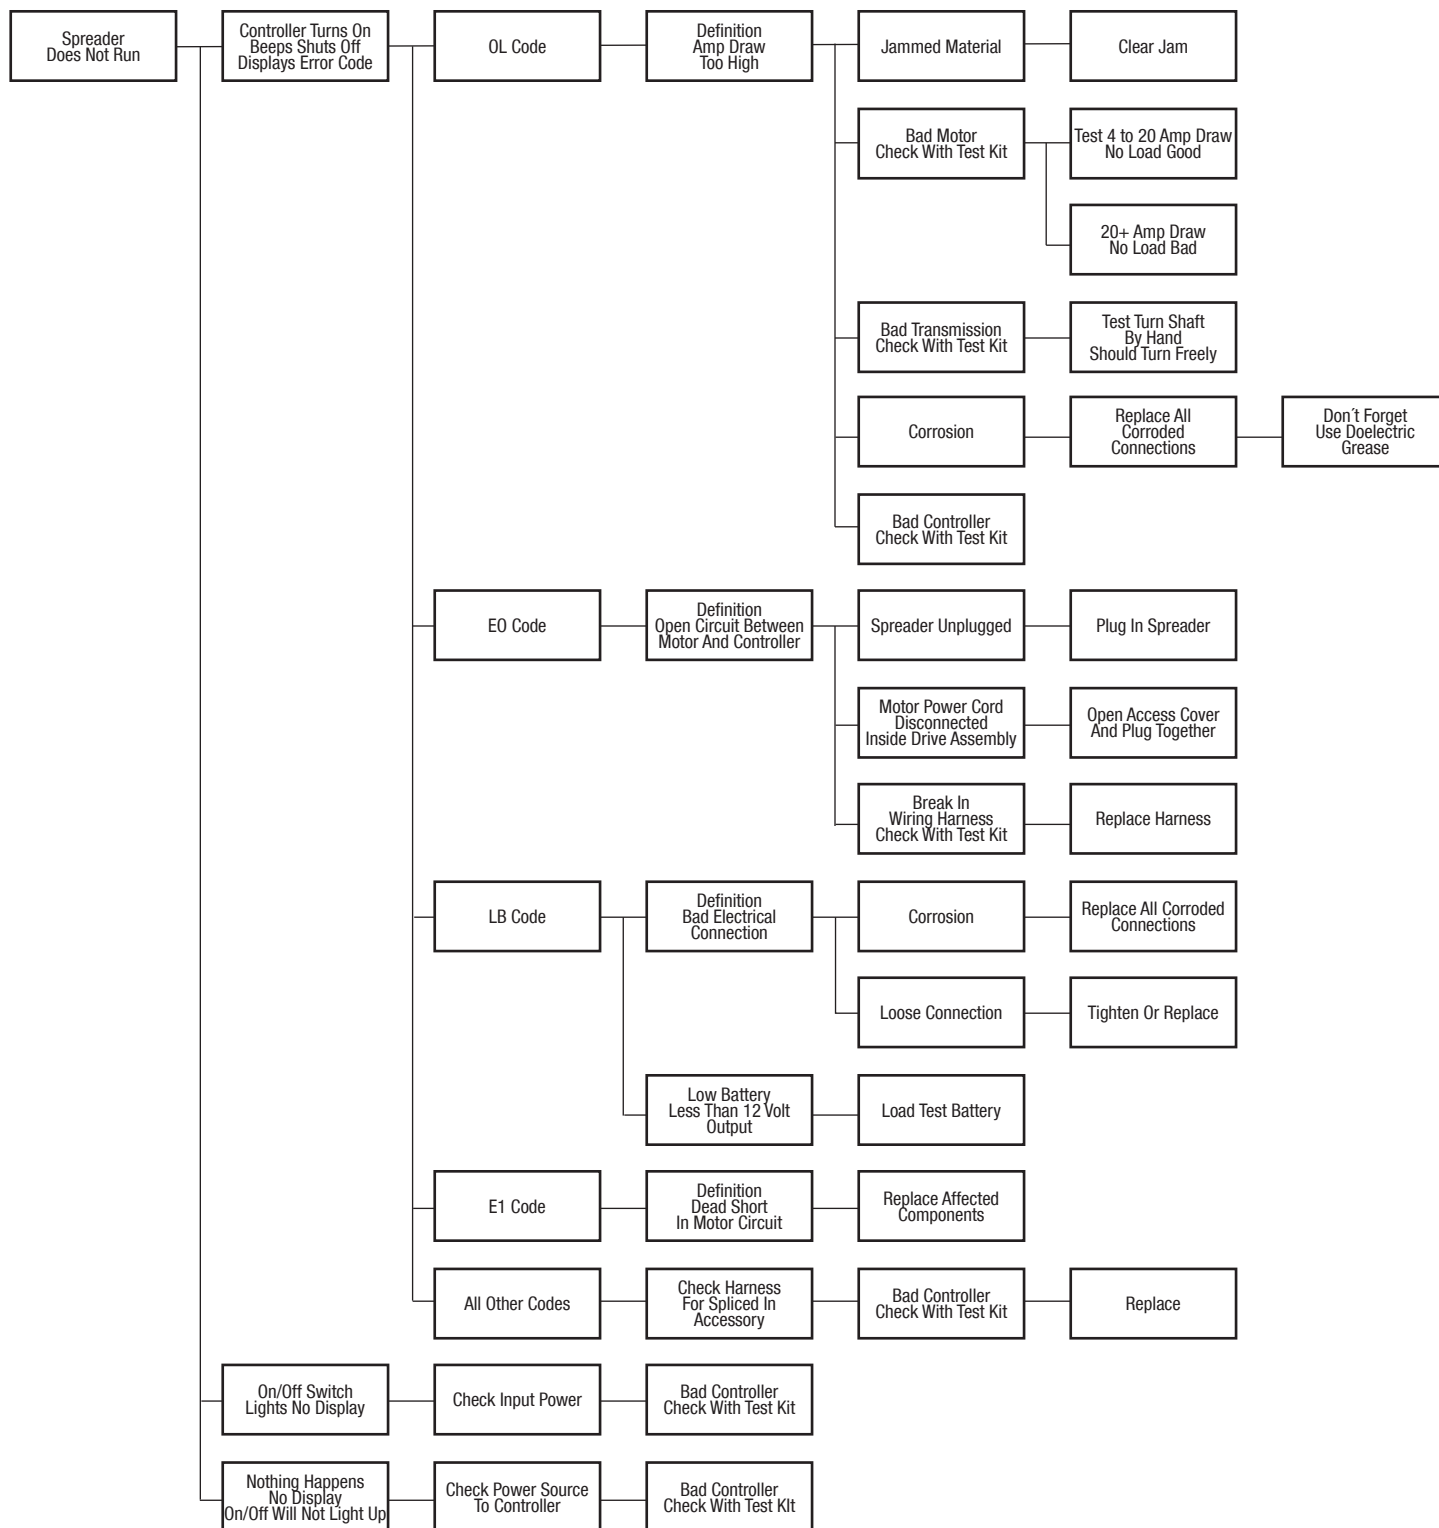 Spreader
Does Not Run
Controller Turns On
Beeps Shuts Off
Displays Error Code
OL Code
Definition
Amp Draw
Too High
Jammed Material
Clear Jam
Bad Motor
Check With Test Kit
Test 4 to 20 Amp Draw
No Load Good
20+ Amp Draw
No Load Bad
Bad Transmission
Check With Test Kit
Test Turn Shaft
By Hand
Should Turn Freely
Corrosion
Replace All
Corroded
Connections
Don´t Forget
Use Doelectric
Grease
Bad Controller
Check With Test Kit
EO Code
Definition
Open Circuit Between
Motor And Controller
Spreader Unplugged
Plug In Spreader
Motor Power Cord
Disconnected
Inside Drive Assembly
Open Access Cover
And Plug Together
Break In
Wiring Harness
Check With Test Kit
Replace Harness
LB Code
Definition
Bad Electrical
Connection
Corrosion
Replace All Corroded
Connections
Loose Connection
Tighten Or Replace
Low Battery
Less Than 12 Volt
Output
Load Test Battery
E1 Code
Definition
Dead Short
In Motor Circuit
Replace Affected
Components
All Other Codes
Check Harness
For Spliced In
Accessory
Bad Controller
Check With Test Kit
Replace
On/Off Switch
Lights No Display
Check Input Power
Bad Controller
Check With Test Kit
Nothing Happens
No Display
On/Off Will Not Light Up
Check Power Source
To Controller
Bad Controller
Check With Test KIt